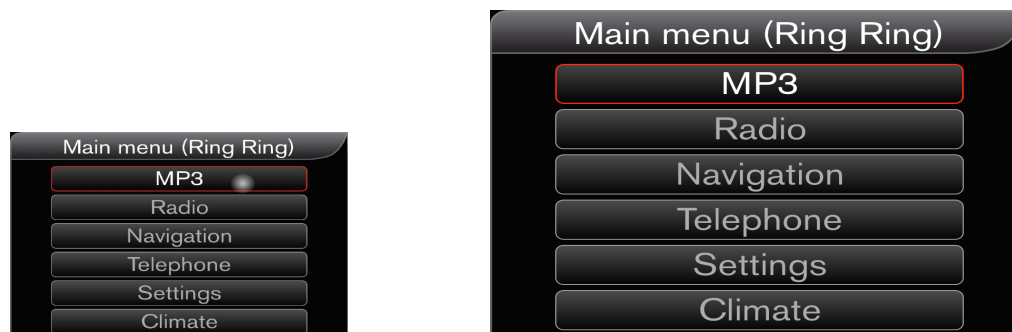 Main menu (Ring Ring)
MP3
Radio
Navigation
Telephone
Settings
Climate
Main menu (Ring Ring)
MP3
Radio
Navigation
Telephone
Settings
Climate